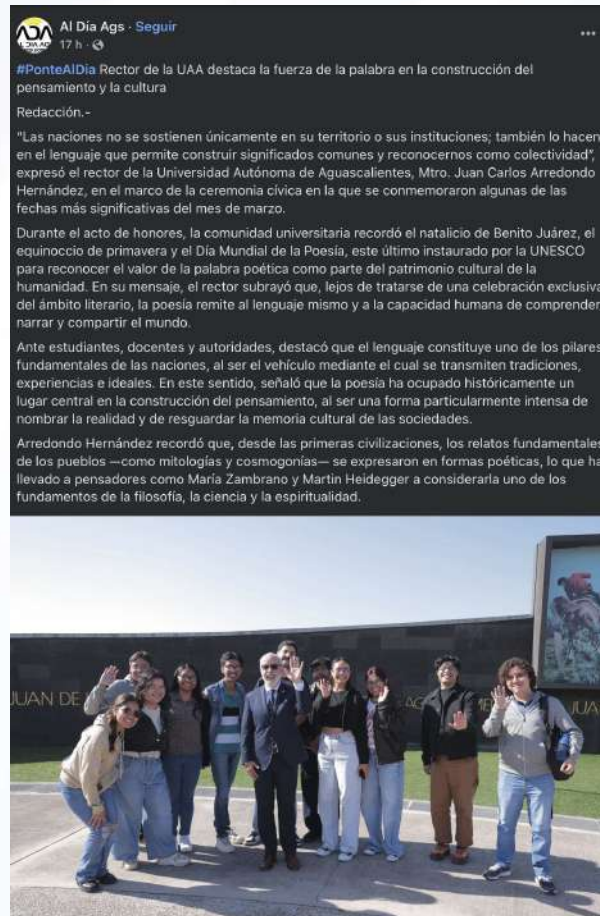 Al Día Ags · Seguir
17 h ·
#PonteAlDia Rector de la UAA destaca la fuerza de la palabra en la construcción del
pensamiento y la cultura
Redacción.-
"Las naciones no se sostienen únicamente en su territorio o sus instituciones; también lo hacen
en el lenguaje que permite construir significados comunes y reconocernos como colectividad",
expresó el rector de la Universidad Autónoma de Aguascalientes, Mtro. Juan Carlos Arredondo
Hernández, en el marco de la ceremonia cívica en la que se conmemoraron algunas de las
fechas más significativas del mes de marzo.
Durante el acto de honores, la comunidad universitaria recordó el natalicio de Benito Juárez, el
equinoccio de primavera y el Día Mundial de la Poesía, este último instaurado por la UNESCO
para reconocer el valor de la palabra poética como parte del patrimonio cultural de la
humanidad. En su mensaje, el rector subrayó que, lejos de tratarse de una celebración exclusiva
del ámbito literario, la poesía remite al lenguaje mismo y a la capacidad humana de comprender,
narrar y compartir el mundo.
Ante estudiantes, docentes y autoridades, destacó que el lenguaje constituye uno de los pilares
fundamentales de las naciones, al ser el vehículo mediante el cual se transmiten tradiciones,
experiencias e ideales. En este sentido, señaló que la poesía ha ocupado históricamente un
lugar central en la construcción del pensamiento, al ser una forma particularmente intensa de
nombrar la realidad y de resguardar la memoria cultural de las sociedades.
Arredondo Hernández recordó que, desde las primeras civilizaciones, los relatos fundamentales
de los pueblos —como mitologías y cosmogonías— se expresaron en formas poéticas, lo que ha
llevado a pensadores como María Zambrano y Martin Heidegger a considerarla uno de los
fundamentos de la filosofía, la ciencia y la espiritualidad.
JUAN DE
JUA